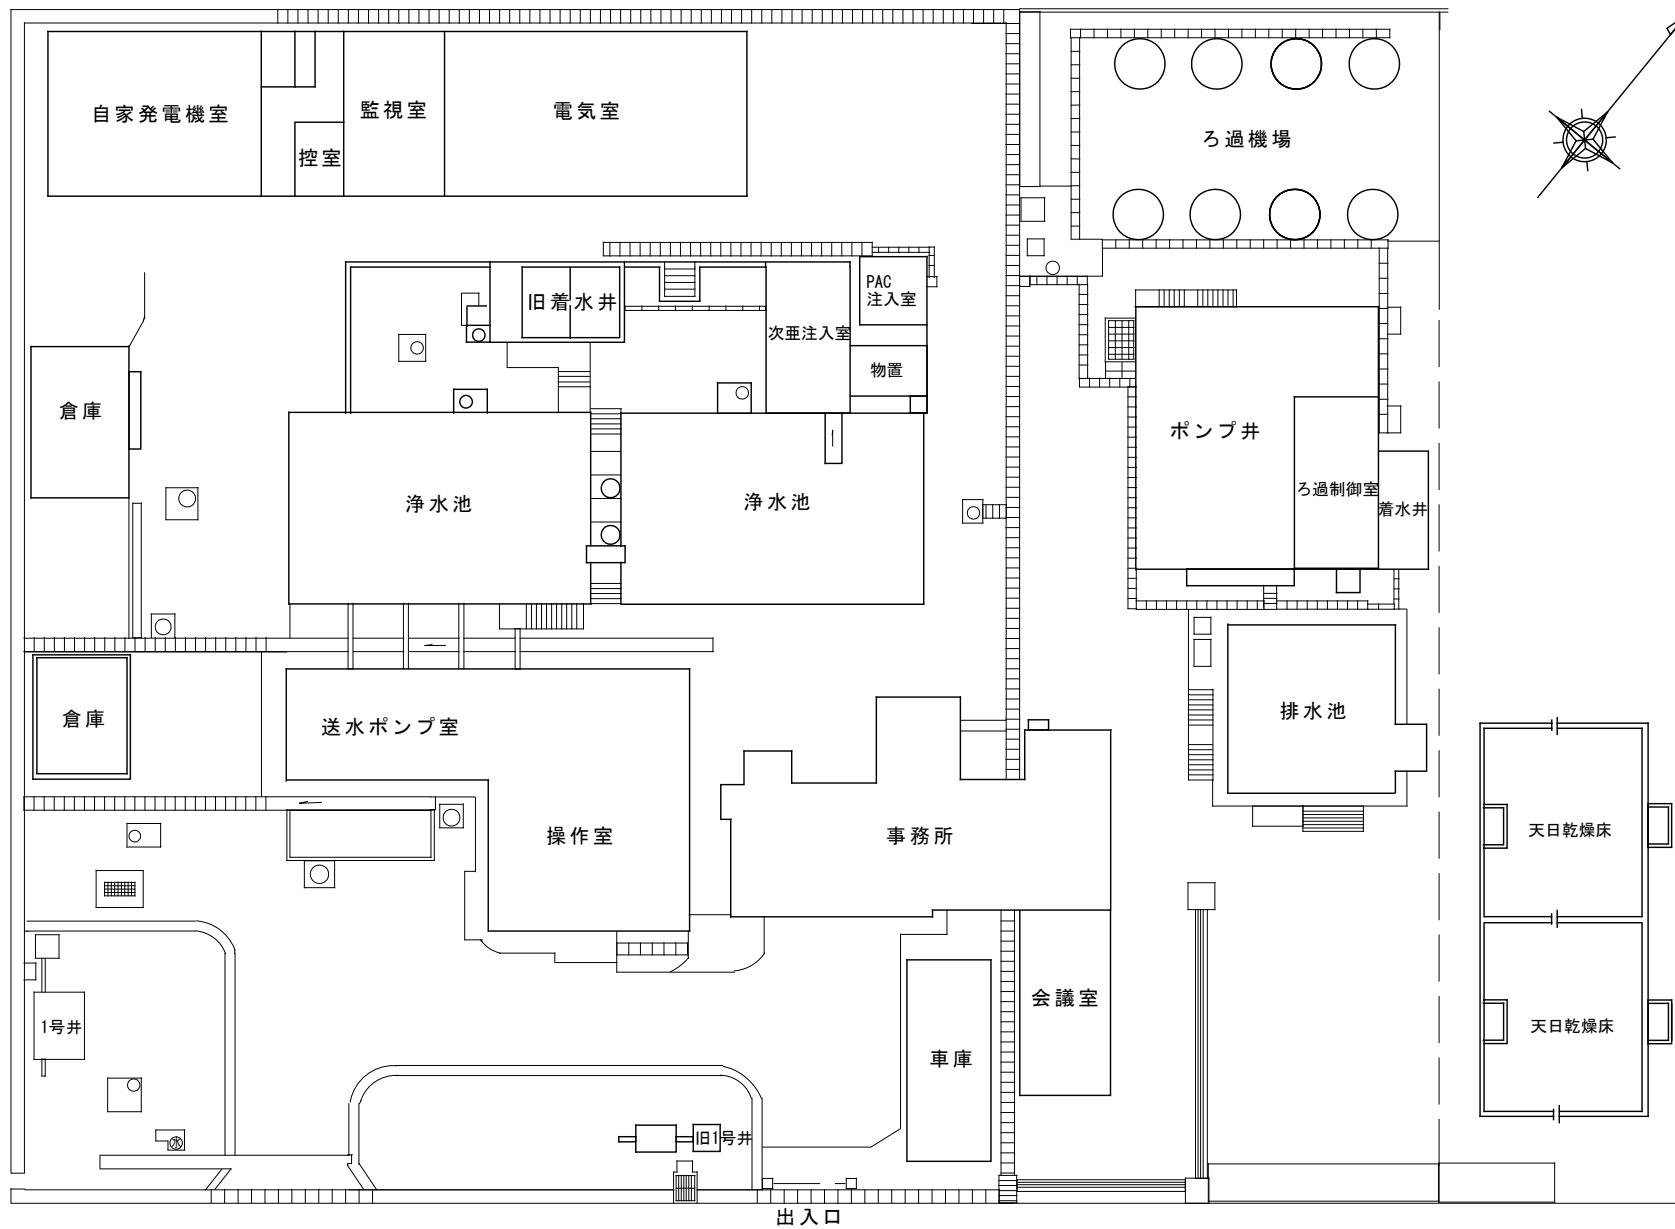 自家発電機室
監視室
電気室
控室
ろ過機場
旧着水井
PAC
注入室
次亜注入室
物置
倉庫
ポンプ井
浄水池
浄水池
ろ過制御室
着水井
倉庫
送水ポンプ室
排水池
操作室
事務所
天日乾燥床
会議室
1号井
天日乾燥床
車庫
旧1号井
水
出入口